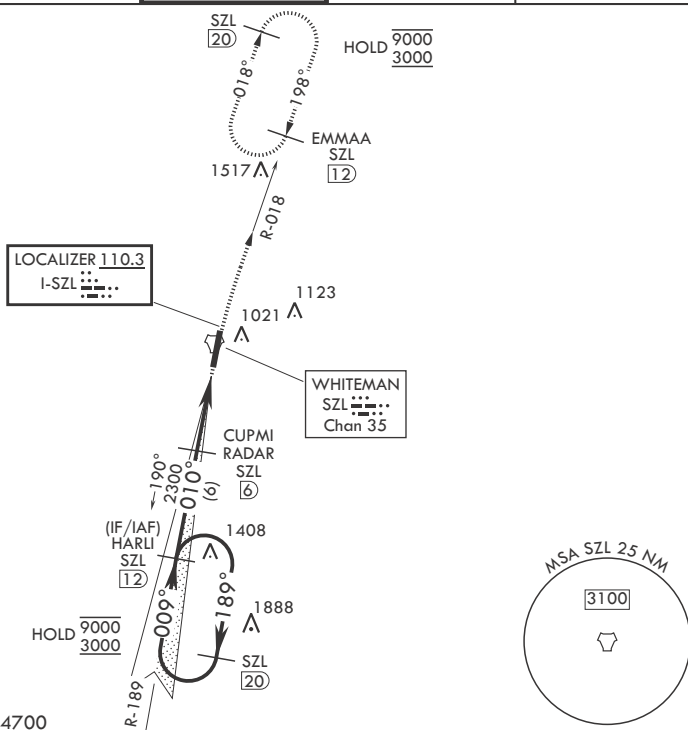 SZL
20
HOLD 9000
3000
018°
198°
EMMAA
SZL
12
1517
R-018
LOCALIZER 110.3
I-SZL
1123
1021
WHITEMAN
SZL
Chan 35
CUPMI
RADAR
SZL
6
190°
2300
010°
(6)
(IF/IAF)
HARLI
SZL
12
1408
009°
189°
1888
HOLD 9000
3000
SZL
20
R-189
4700
MSA SZL 25 NM
3100